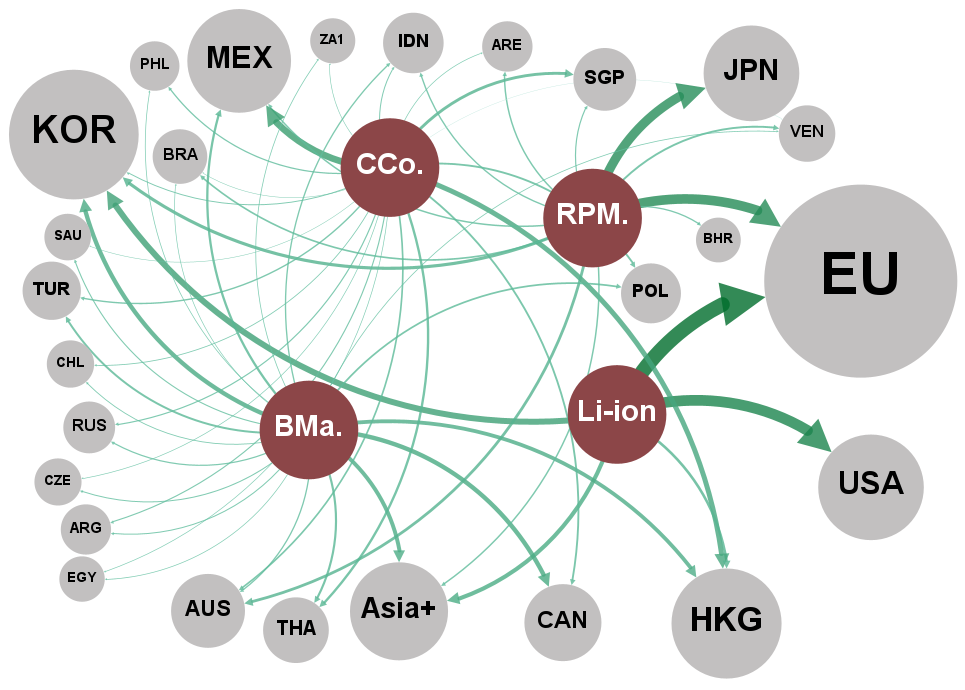 ZA1
IDN
ARE
MEX
PHL
SGP
JPN
KOR
BRA
CCo.
VEN
RPM.
SAU
BHR
EU
TUR
POL
CHL
Li-ion
RUS
BMa.
CZE
USA
ARG
EGY
AUS
THA
Asia+
CAN
HKG